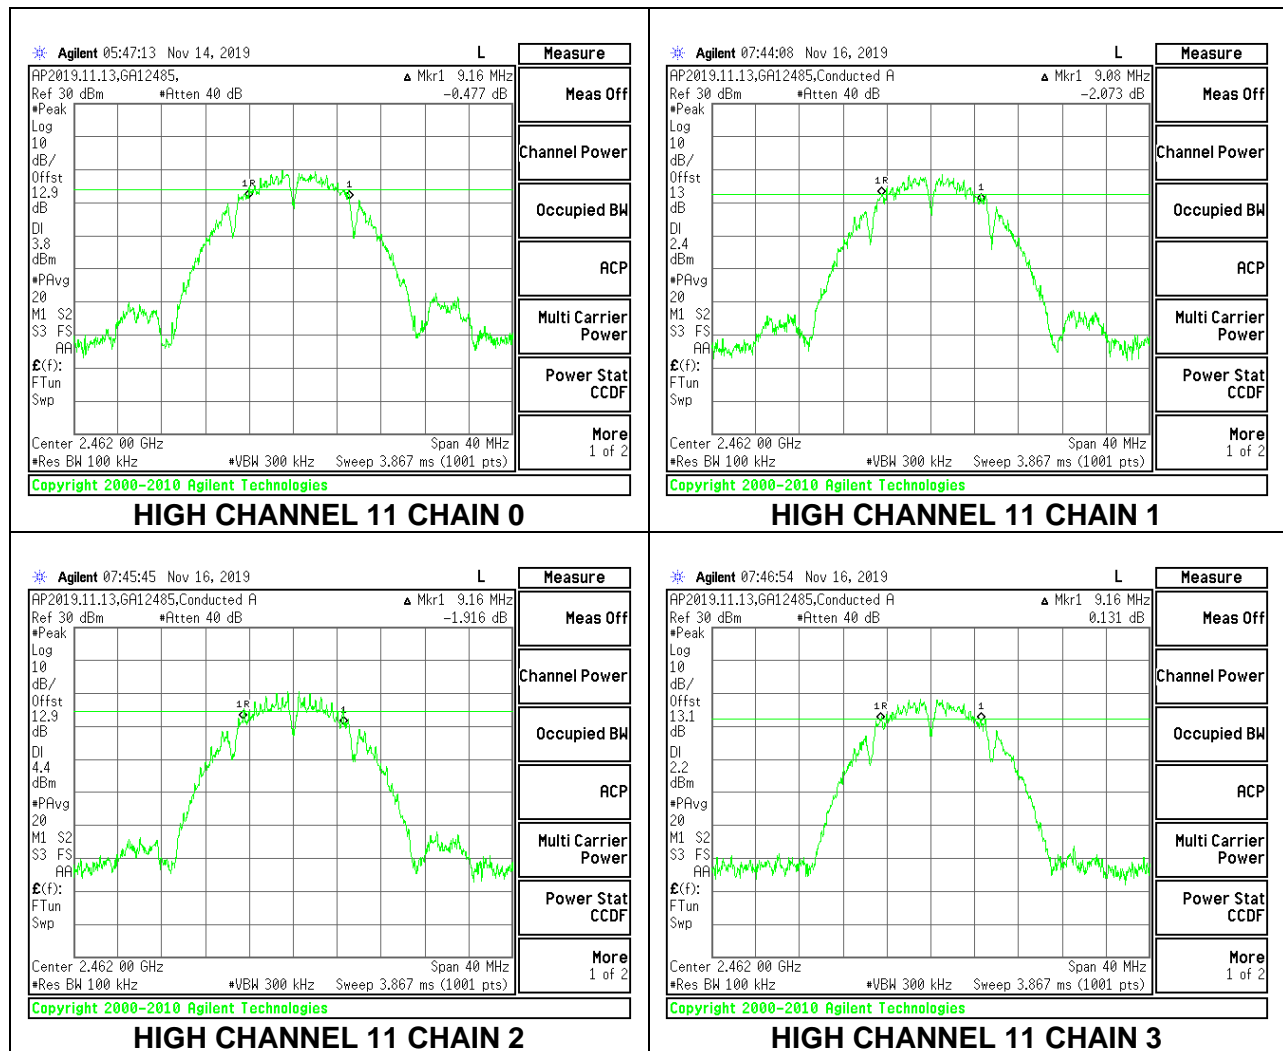 Agilent 05:47:13 Nov 14, 2019 L Measure
AP2019.11.13,GA12485, Δ Mkr1 9.16 MHz
Ref 30 dBm #Atten 40 dB -0.477 dB
#Peak
Log
10
dB/
Offst
12.9
dB
DI
3.8
dBm
#PAvg
20
M1 S2
S3 FS
AA
£(f):
FTun
Swp
1R 1
Center 2.462 00 GHz Span 40 MHz
#Res BW 100 kHz #VBW 300 kHz Sweep 3.867 ms (1001 pts)
Meas Off
Channel Power
Occupied BW
ACP
Multi Carrier
Power
Power Stat
CCDF
More
1 of 2
Copyright 2000-2010 Agilent Technologies
HIGH CHANNEL 11 CHAIN 0
Agilent 07:44:08 Nov 16, 2019 L Measure
AP2019.11.13,GA12485,Conducted A Δ Mkr1 9.08 MHz
Ref 30 dBm #Atten 40 dB -2.073 dB
#Peak
Log
10
dB/
Offst
13
dB
DI
2.4
dBm
#PAvg
20
M1 S2
S3 FS
AA
£(f):
FTun
Swp
1R 1
Center 2.462 00 GHz Span 40 MHz
#Res BW 100 kHz #VBW 300 kHz Sweep 3.867 ms (1001 pts)
Meas Off
Channel Power
Occupied BW
ACP
Multi Carrier
Power
Power Stat
CCDF
More
1 of 2
Copyright 2000-2010 Agilent Technologies
HIGH CHANNEL 11 CHAIN 1
Agilent 07:45:45 Nov 16, 2019 L Measure
AP2019.11.13,GA12485,Conducted A Δ Mkr1 9.16 MHz
Ref 30 dBm #Atten 40 dB -1.916 dB
#Peak
Log
10
dB/
Offst
12.9
dB
DI
4.4
dBm
#PAvg
20
M1 S2
S3 FS
AA
£(f):
FTun
Swp
1R 1
Center 2.462 00 GHz Span 40 MHz
#Res BW 100 kHz #VBW 300 kHz Sweep 3.867 ms (1001 pts)
Meas Off
Channel Power
Occupied BW
ACP
Multi Carrier
Power
Power Stat
CCDF
More
1 of 2
Copyright 2000-2010 Agilent Technologies
HIGH CHANNEL 11 CHAIN 2
Agilent 07:46:54 Nov 16, 2019 L Measure
AP2019.11.13,GA12485,Conducted A Δ Mkr1 9.16 MHz
Ref 30 dBm #Atten 40 dB 0.131 dB
#Peak
Log
10
dB/
Offst
13.1
dB
DI
2.2
dBm
#PAvg
20
M1 S2
S3 FS
AA
£(f):
FTun
Swp
1R 1
Center 2.462 00 GHz Span 40 MHz
#Res BW 100 kHz #VBW 300 kHz Sweep 3.867 ms (1001 pts)
Meas Off
Channel Power
Occupied BW
ACP
Multi Carrier
Power
Power Stat
CCDF
More
1 of 2
Copyright 2000-2010 Agilent Technologies
HIGH CHANNEL 11 CHAIN 3